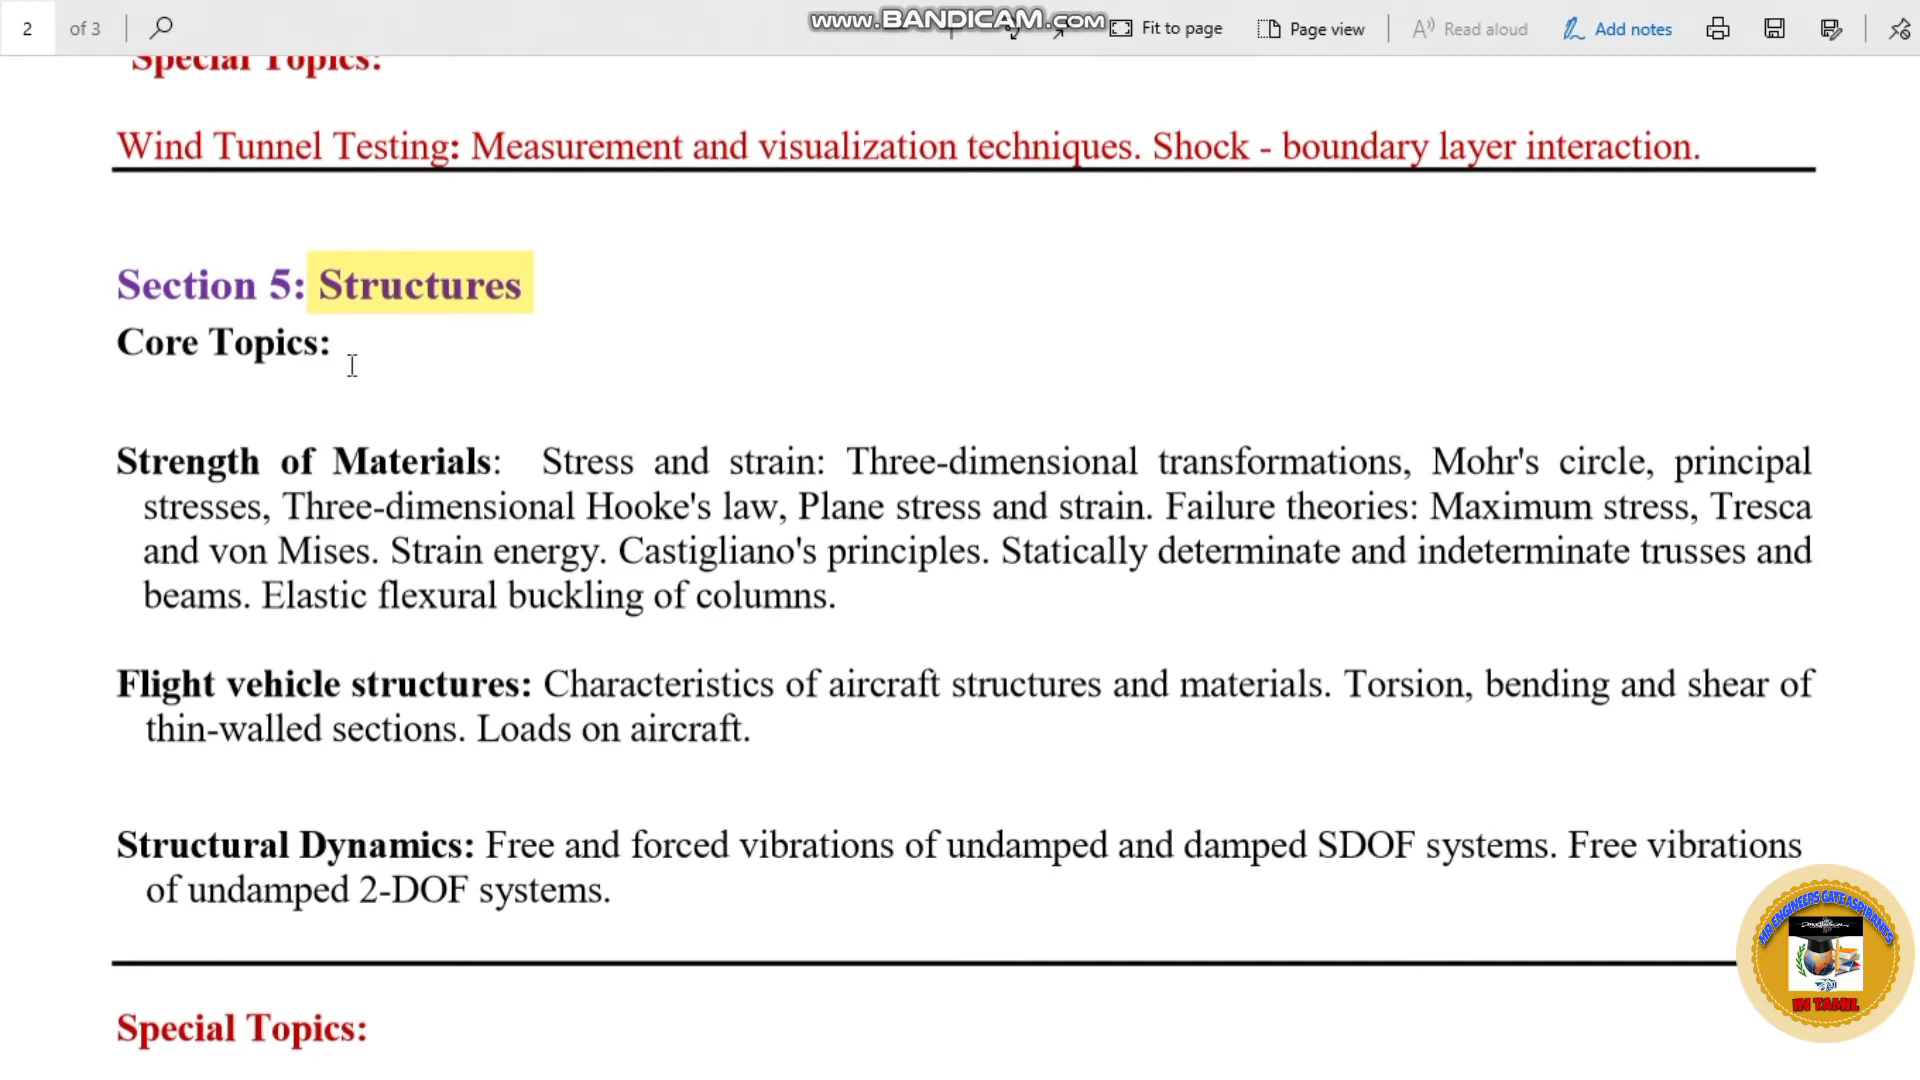 2 of 3 www.BANDICAM.com Fit to page Page view Read aloud Add notes
Special Topics:
Wind Tunnel Testing: Measurement and visualization techniques. Shock - boundary layer interaction.
Section 5: Structures
Core Topics:
Strength of Materials: Stress and strain: Three-dimensional transformations, Mohr's circle, principal
stresses, Three-dimensional Hooke's law, Plane stress and strain. Failure theories: Maximum stress, Tresca
and von Mises. Strain energy. Castigliano's principles. Statically determinate and indeterminate trusses and
beams. Elastic flexural buckling of columns.
Flight vehicle structures: Characteristics of aircraft structures and materials. Torsion, bending and shear of
thin-walled sections. Loads on aircraft.
Structural Dynamics: Free and forced vibrations of undamped and damped SDOF systems. Free vibrations
of undamped 2-DOF systems.
MR ENGINEERS GATE ASPIRANTS
IN TAMIL
Special Topics: